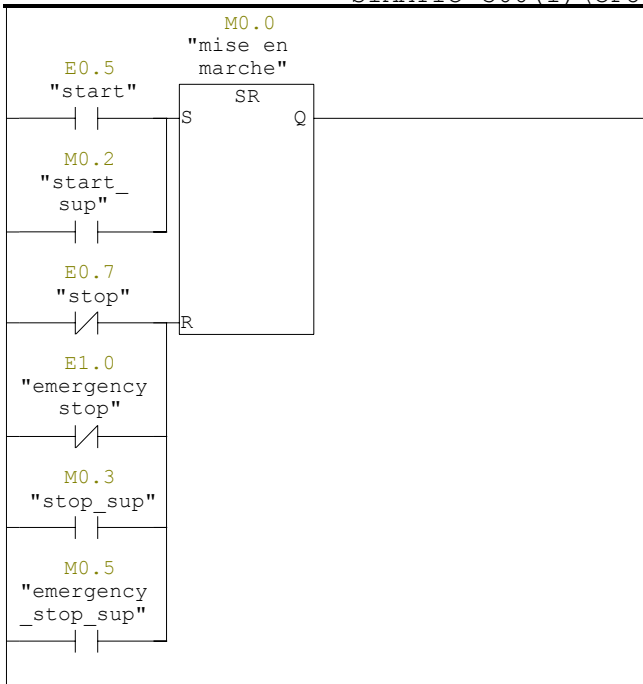 M0.0
"mise en
marche"
E0.5
"start"
SR
S
Q
M0.2
"start_
sup"
E0.7
"stop"
R
E1.0
"emergency
stop"
M0.3
"stop_sup"
M0.5
"emergency
_stop_sup"